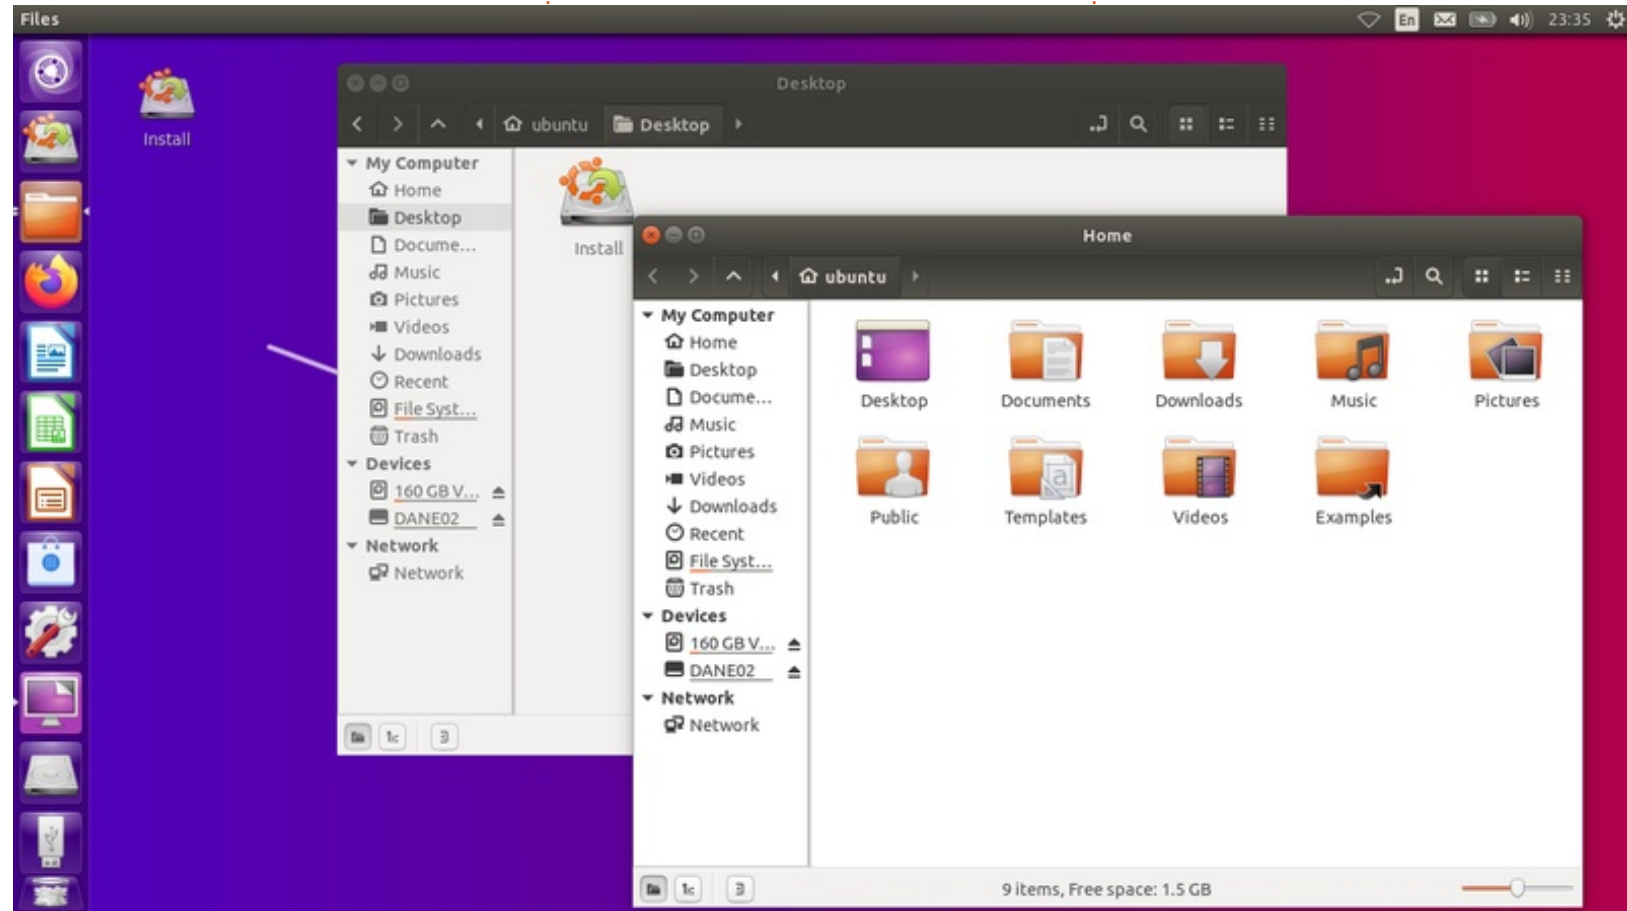 Files
En
23:35
Install
Desktop
ubuntu
Desktop
My Computer
Home
Desktop
Docume...
Music
Pictures
Videos
Downloads
Recent
File Syst...
Trash
Devices
160 GB V...
DANE02
Network
Network
Install
Home
ubuntu
My Computer
Home
Desktop
Docume...
Music
Pictures
Videos
Downloads
Recent
File Syst...
Trash
Devices
160 GB V...
DANE02
Network
Network
Desktop
Documents
Downloads
Music
Pictures
Public
Templates
Videos
Examples
9 items, Free space: 1.5 GB